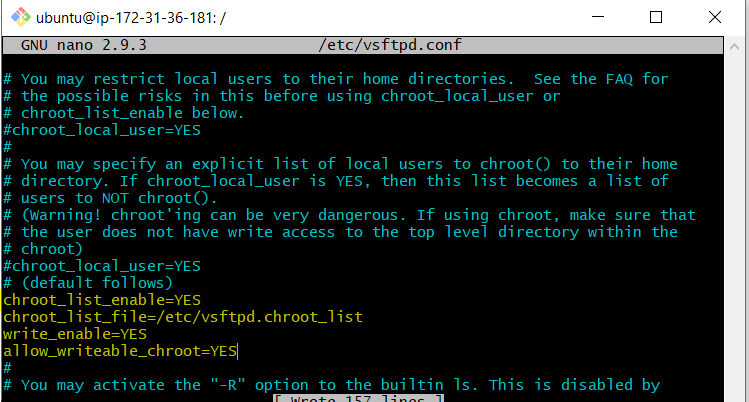 ubuntu@ip-172-31-36-181: /
GNU nano 2.9.3 /etc/vsftpd.conf
# You may restrict local users to their home directories.  See the FAQ for
# the possible risks in this before using chroot_local_user or
# chroot_list_enable below.
#chroot_local_user=YES
#
# You may specify an explicit list of local users to chroot() to their home
# directory. If chroot_local_user is YES, then this list becomes a list of
# users to NOT chroot().
# (Warning! chroot'ing can be very dangerous. If using chroot, make sure that
# the user does not have write access to the top level directory within the
# chroot)
#chroot_local_user=YES
# (default follows)
chroot_list_enable=YES
chroot_list_file=/etc/vsftpd.chroot_list
write_enable=YES
allow_writeable_chroot=YES
#
# You may activate the "-R" option to the builtin ls. This is disabled by
[ Wrote 157 lines ]